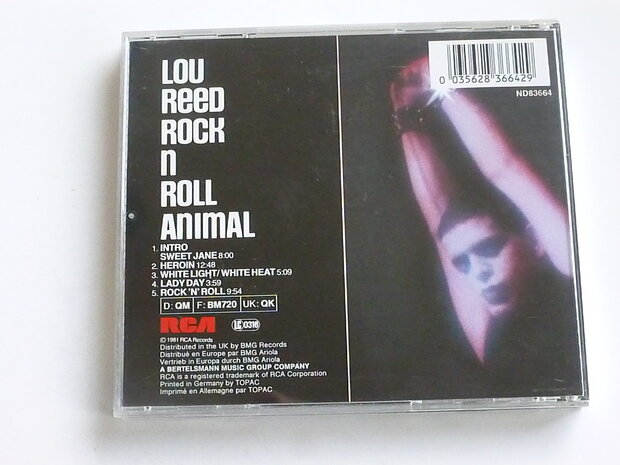 LOU
REED
ROCK
N
ROLL
ANIMAL
1. INTRO
SWEET JANE 8:00
2. HEROIN 12:48
3. WHITE LIGHT/ WHITE HEAT 5:09
4. LADY DAY 3:59
5. ROCK 'N' ROLL 9:54
D: QM F: BM720 UK: QK
RCA LC 0316
© 1981 RCA Records
Distributed in the UK by BMG Records
Distribué en Europe par BMG Ariola
Vertrieb in Europa durch BMG Ariola
A BERTELSMANN MUSIC GROUP COMPANY
RCA is a registered trademark of RCA Corporation
Printed in Germany by TOPAC
Imprimé en Allemagne par TOPAC
0 035628 366429
ND83664